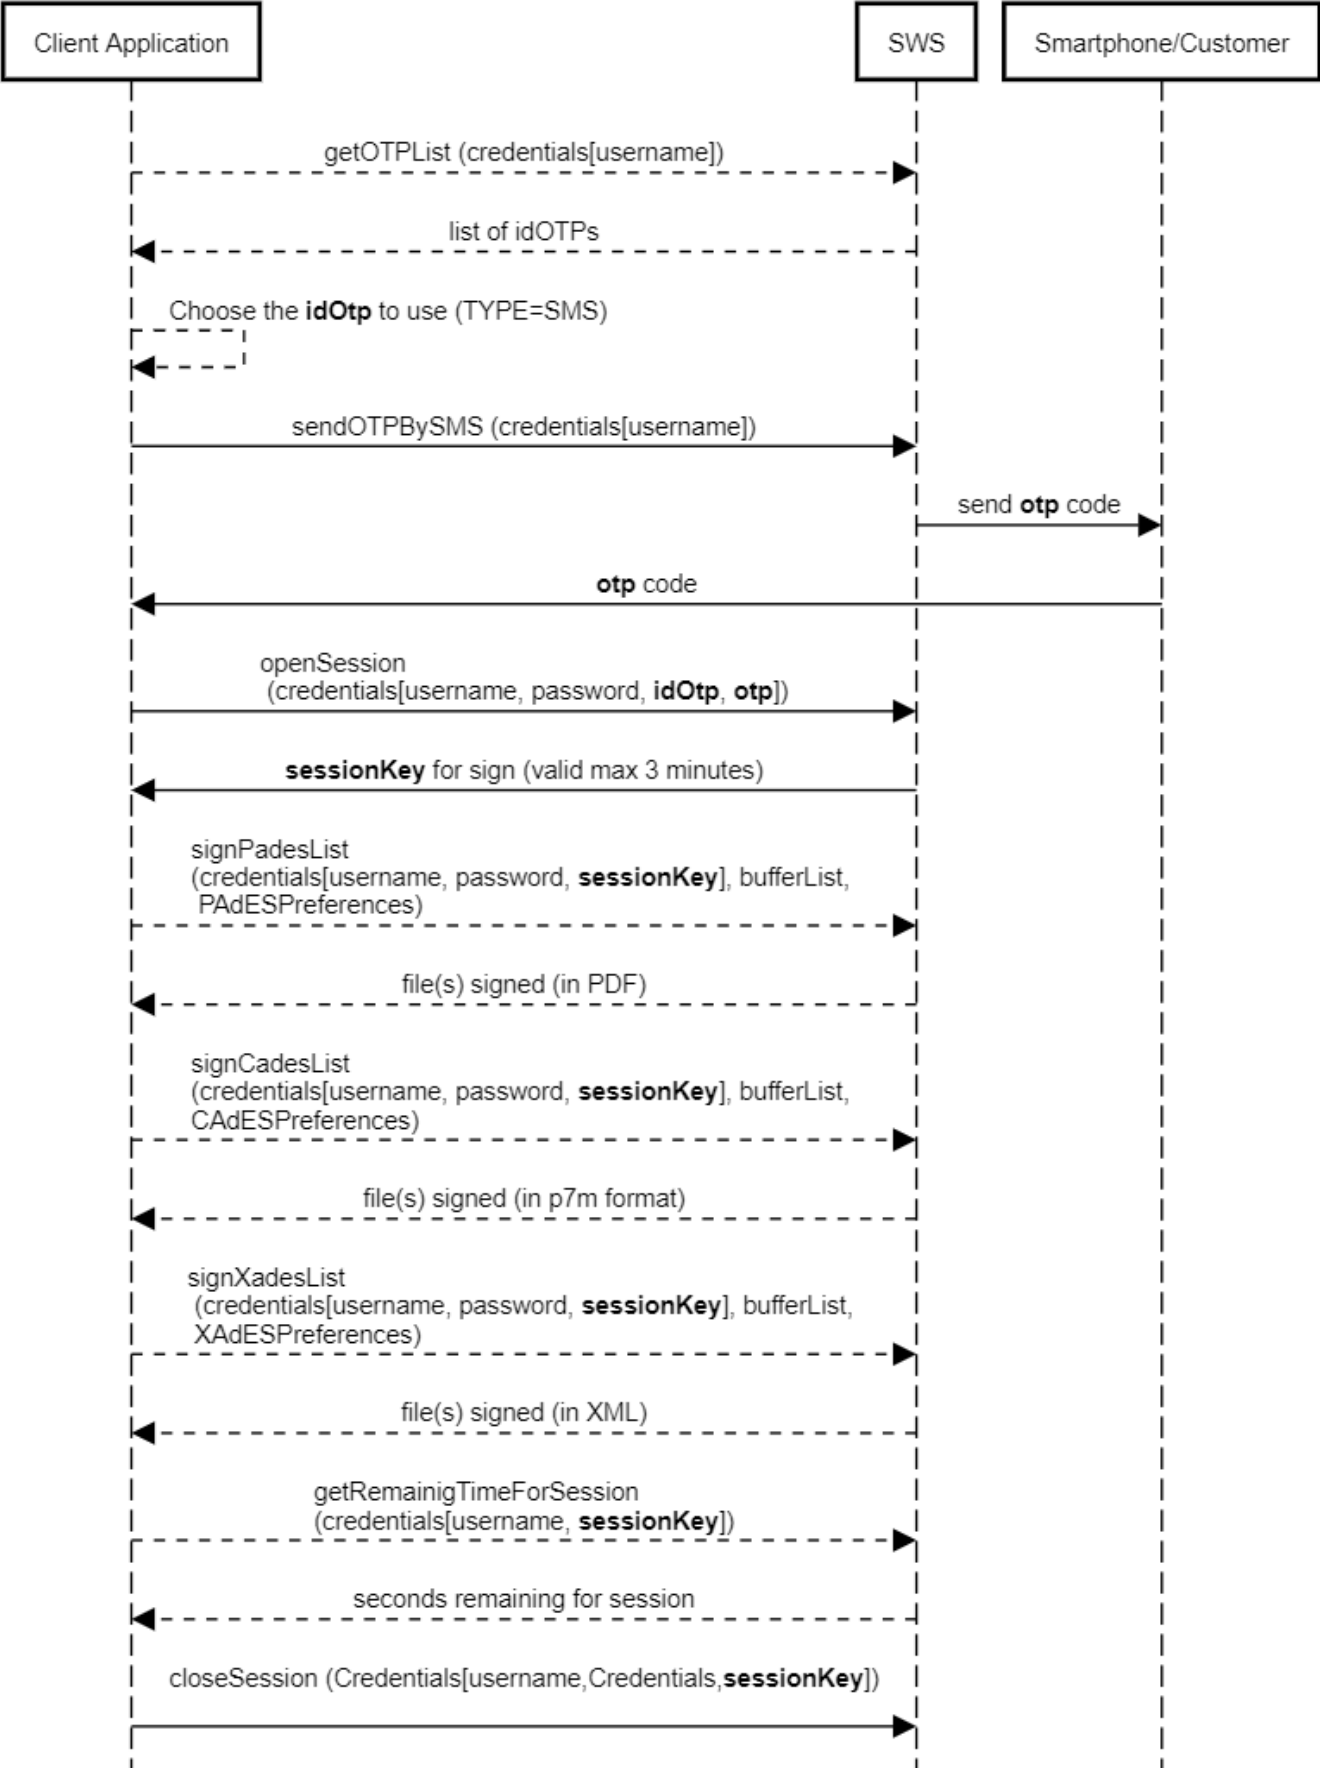 Client Application
SWS
Smartphone/Customer
getOTPList (credentials[username])
list of idOTPs
Choose the idOtp to use (TYPE=SMS)
sendOTPBySMS (credentials[username])
send otp code
otp code
openSession
(credentials[username, password, idOtp, otp])
sessionKey for sign (valid max 3 minutes)
signPadesList
(credentials[username, password, sessionKey], bufferList,
PAdESPreferences)
file(s) signed (in PDF)
signCadesList
(credentials[username, password, sessionKey], bufferList,
CAdESPreferences)
file(s) signed (in p7m format)
signXadesList
(credentials[username, password, sessionKey], bufferList,
XAdESPreferences)
file(s) signed (in XML)
getRemainigTimeForSession
(credentials[username, sessionKey])
seconds remaining for session
closeSession (Credentials[username,Credentials,sessionKey])